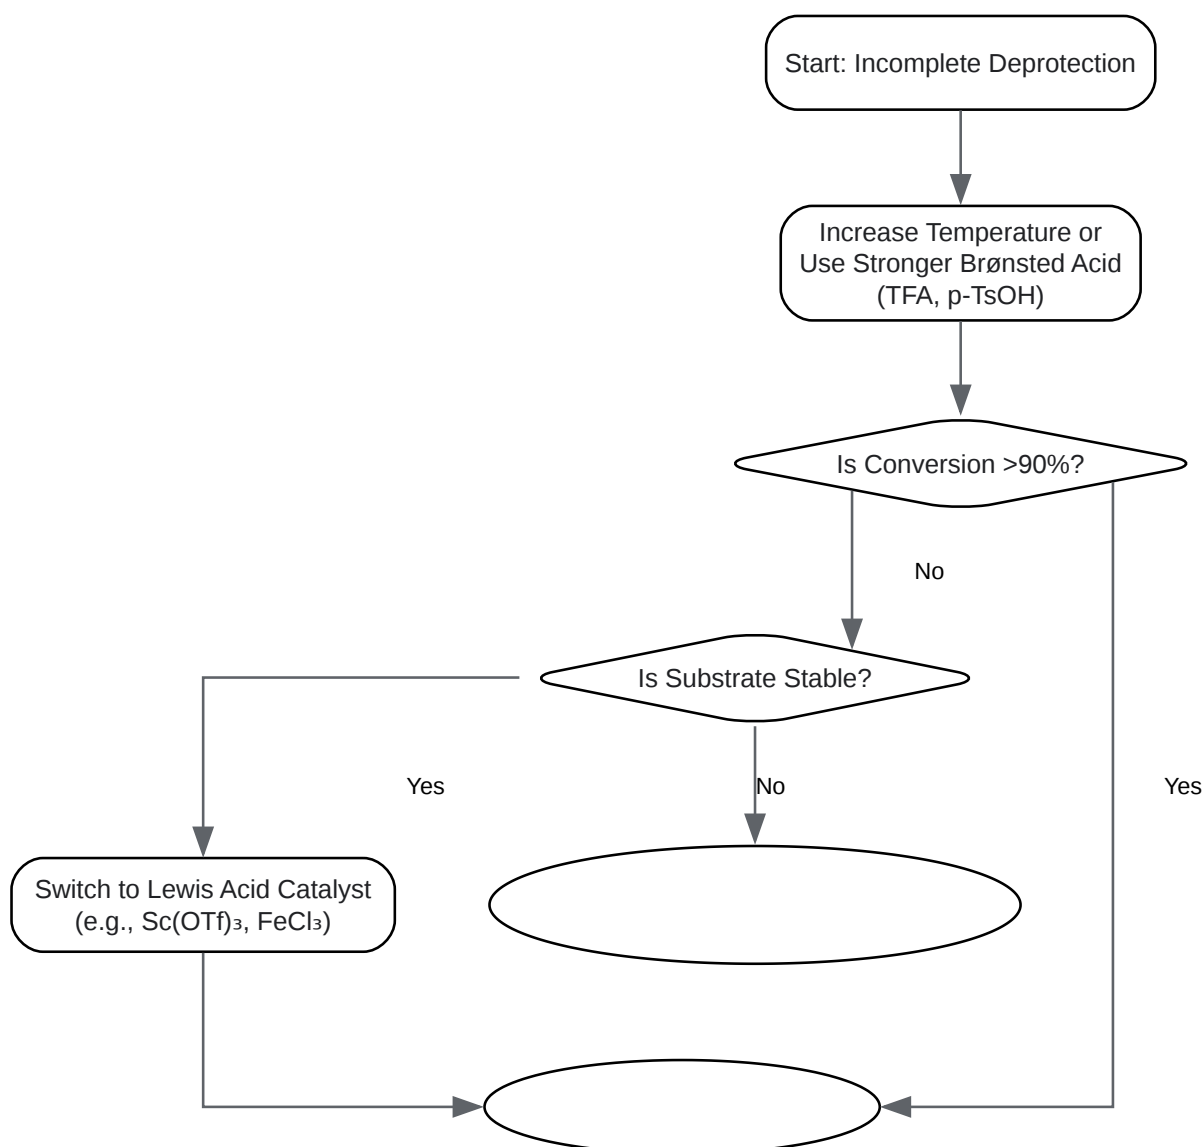 Start: Incomplete Deprotection
Increase Temperature or
Use Stronger Brønsted Acid
(TFA, p-TsOH)
Is Conversion >90%?
No
Is Substrate Stable?
Yes
No
Yes
Switch to Lewis Acid Catalyst
(e.g., Sc(OTf)₃, FeCl₃)